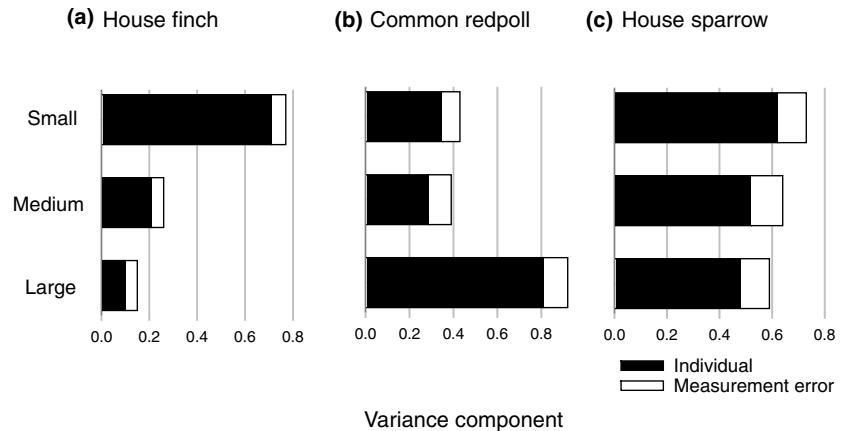 (a) House finch
(b) Common redpoll
(c) House sparrow
Small
Medium
Large
0.0 0.2 0.4 0.6 0.8
0.0 0.2 0.4 0.6 0.8
0.0 0.2 0.4 0.6 0.8
Individual
Measurement error
Variance component